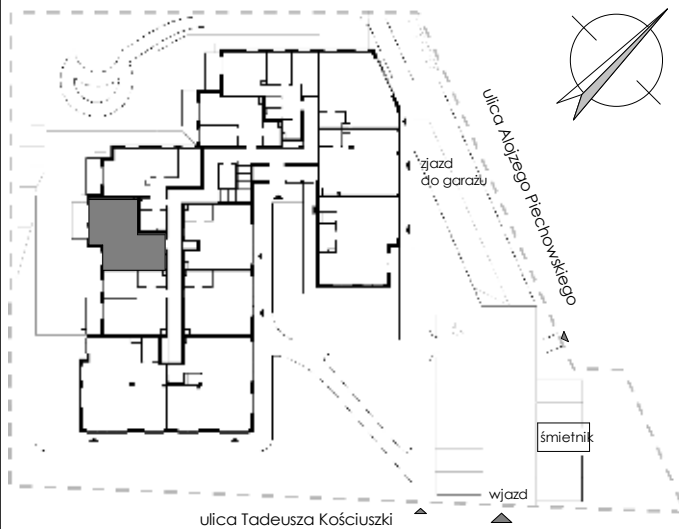 ulica Alojzego Piechowskiego
zjazd
do garażu
śmietnik
wjazd
ulica Tadeusza Kościuszki